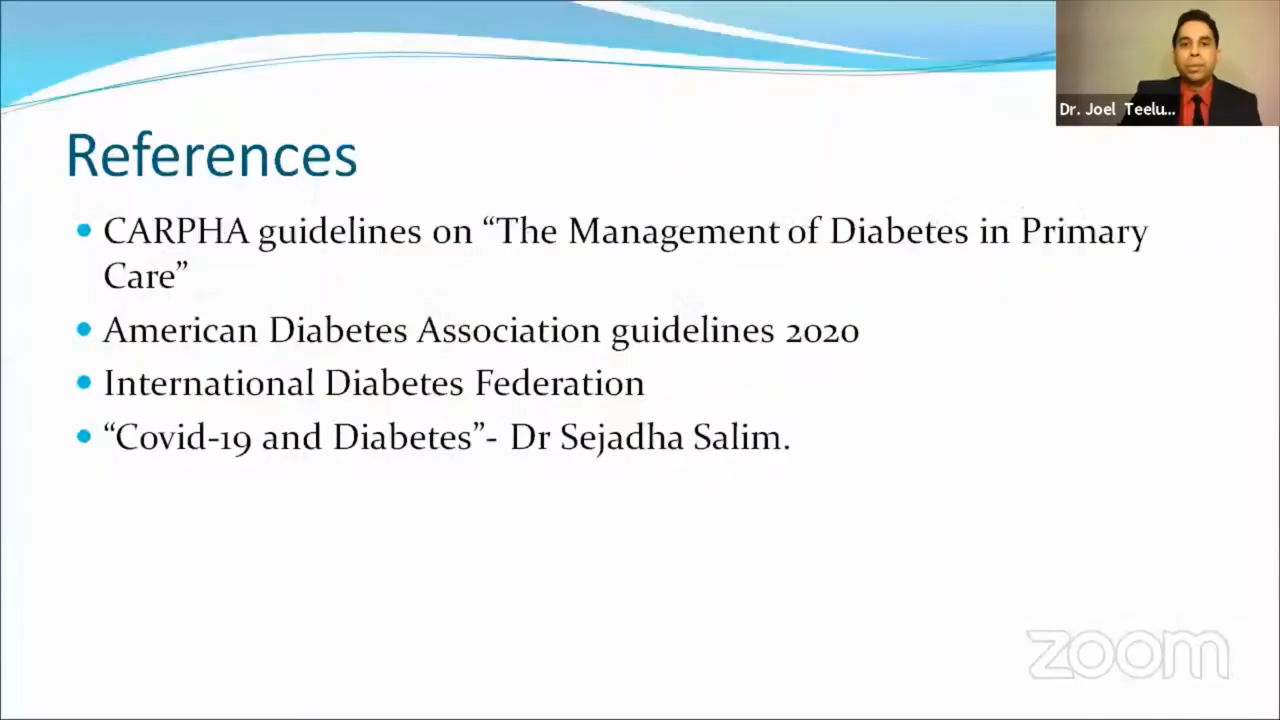 Dr. Joel Teelu...
References
CARPHA guidelines on “The Management of Diabetes in Primary
Care”
American Diabetes Association guidelines 2020
International Diabetes Federation
“Covid-19 and Diabetes”- Dr Sejadha Salim.
zoom